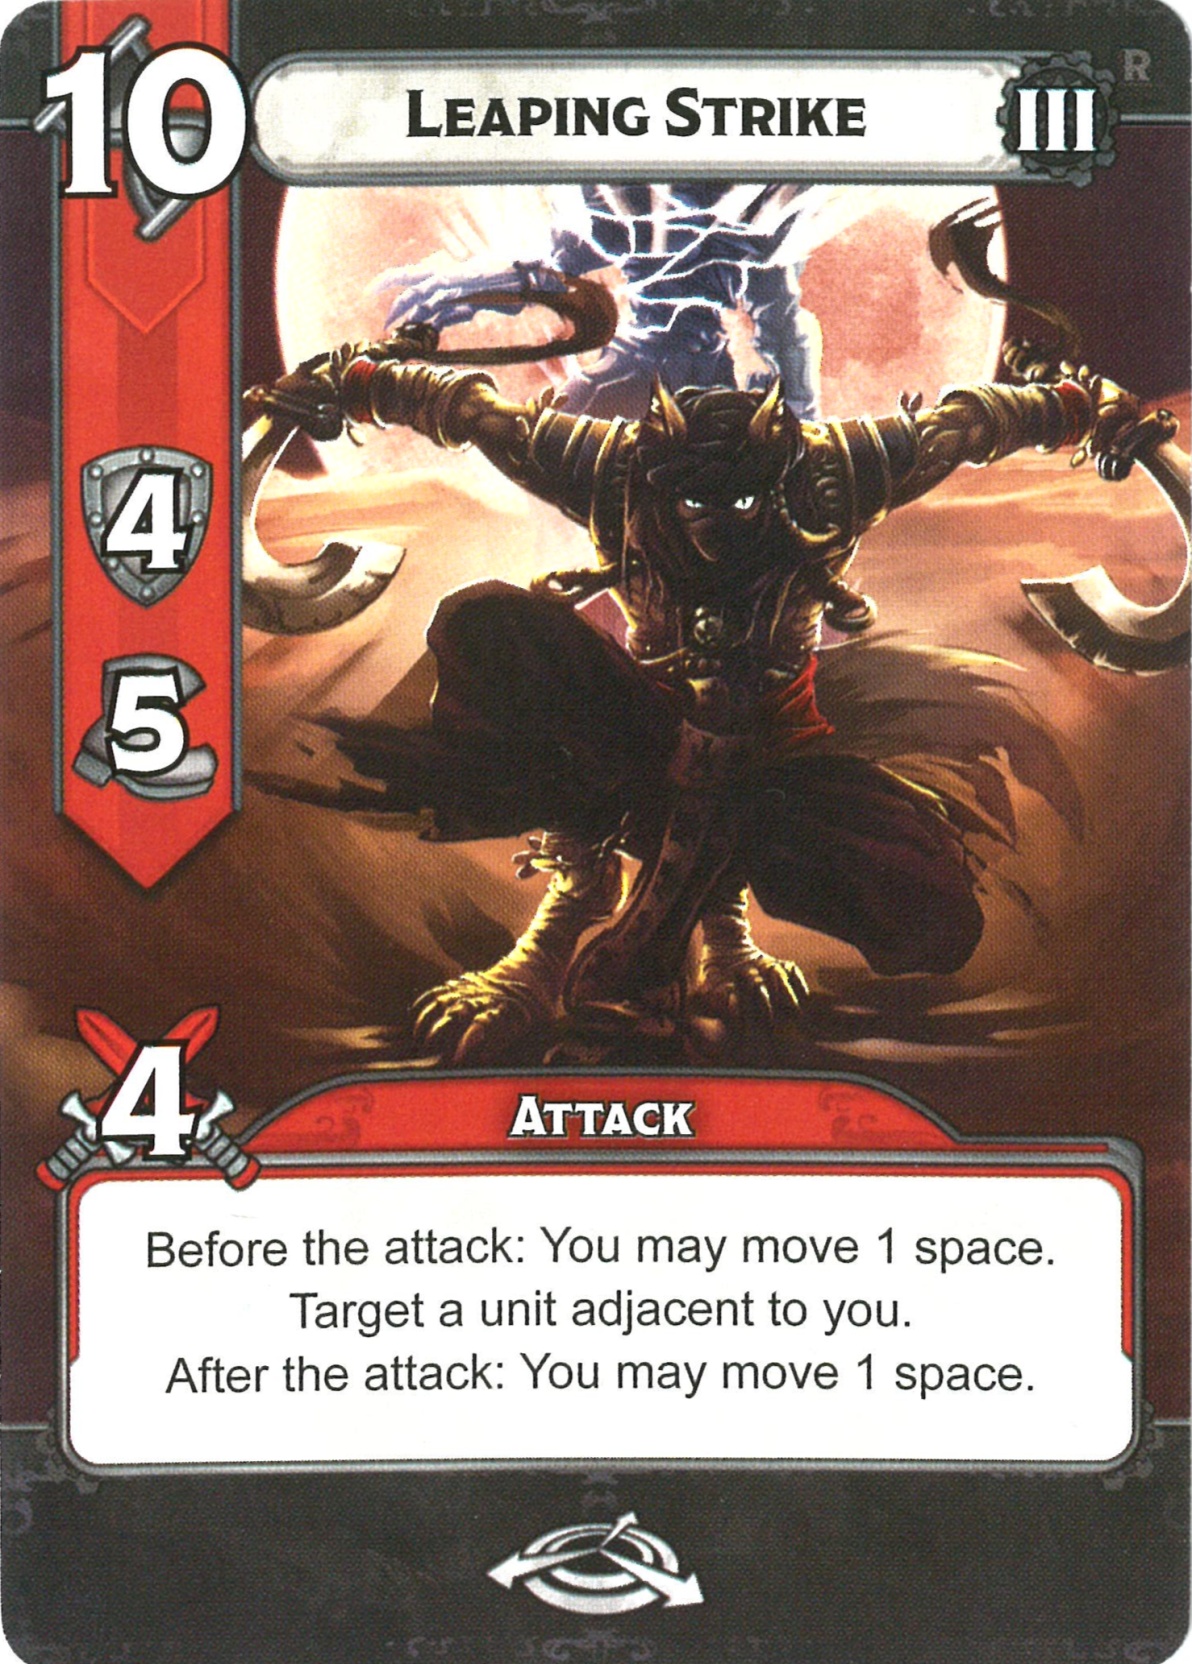 10
LEAPING STRIKE
III
R
4
5
4
ATTACK
Before the attack: You may move 1 space.
Target a unit adjacent to you.
After the attack: You may move 1 space.